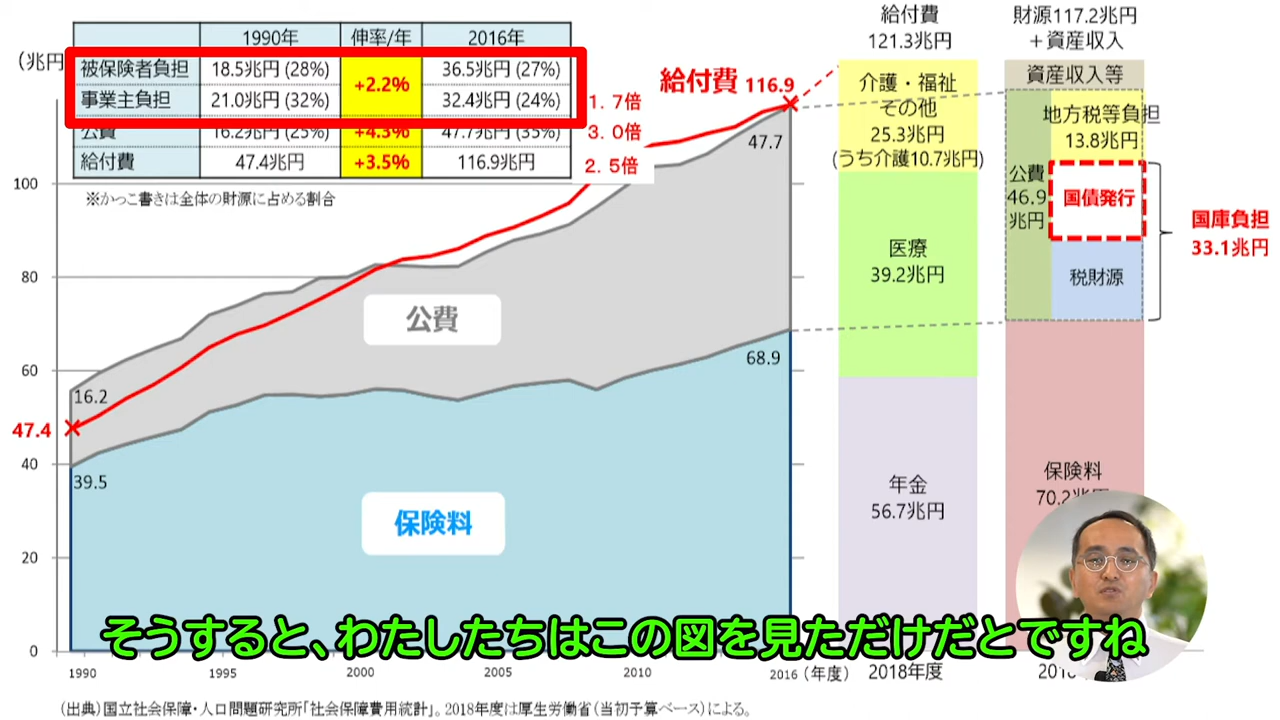 給付費
121.3兆円
財源117.2兆円
＋資産収入
（兆円
1990年 伸率/年 2016年
被保険者負担 18.5兆円 (28%) +2.2% 36.5兆円 (27%)
事業主負担 21.0兆円 (32%) 32.4兆円 (24%) 1．7倍
公費 16.2兆円 (25%) +4.3% 47.7兆円 (35%) 3．0倍
給付費 47.4兆円 +3.5% 116.9兆円 2．5倍
※かっこ書きは全体の財源に占める割合
給付費 116.9
47.7
100
80
60
40
20
0
公費
16.2
47.4
39.5
68.9
保険料
1990
1995
2000
2005
2010
2016（年度）
介護・福祉
その他
25.3兆円
(うち介護10.7兆円)
医療
39.2兆円
年金
56.7兆円
2018年度
資産収入等
地方税等負担
13.8兆円
公費
46.9
兆円
国債発行
税財源
国庫負担
33.1兆円
保険料
70.2兆円
そうすると、わたしたちはこの図を見ただけだとですね
（出典）国立社会保障・人口問題研究所「社会保障費用統計」。2018年度は厚生労働省（当初予算ベース）による。